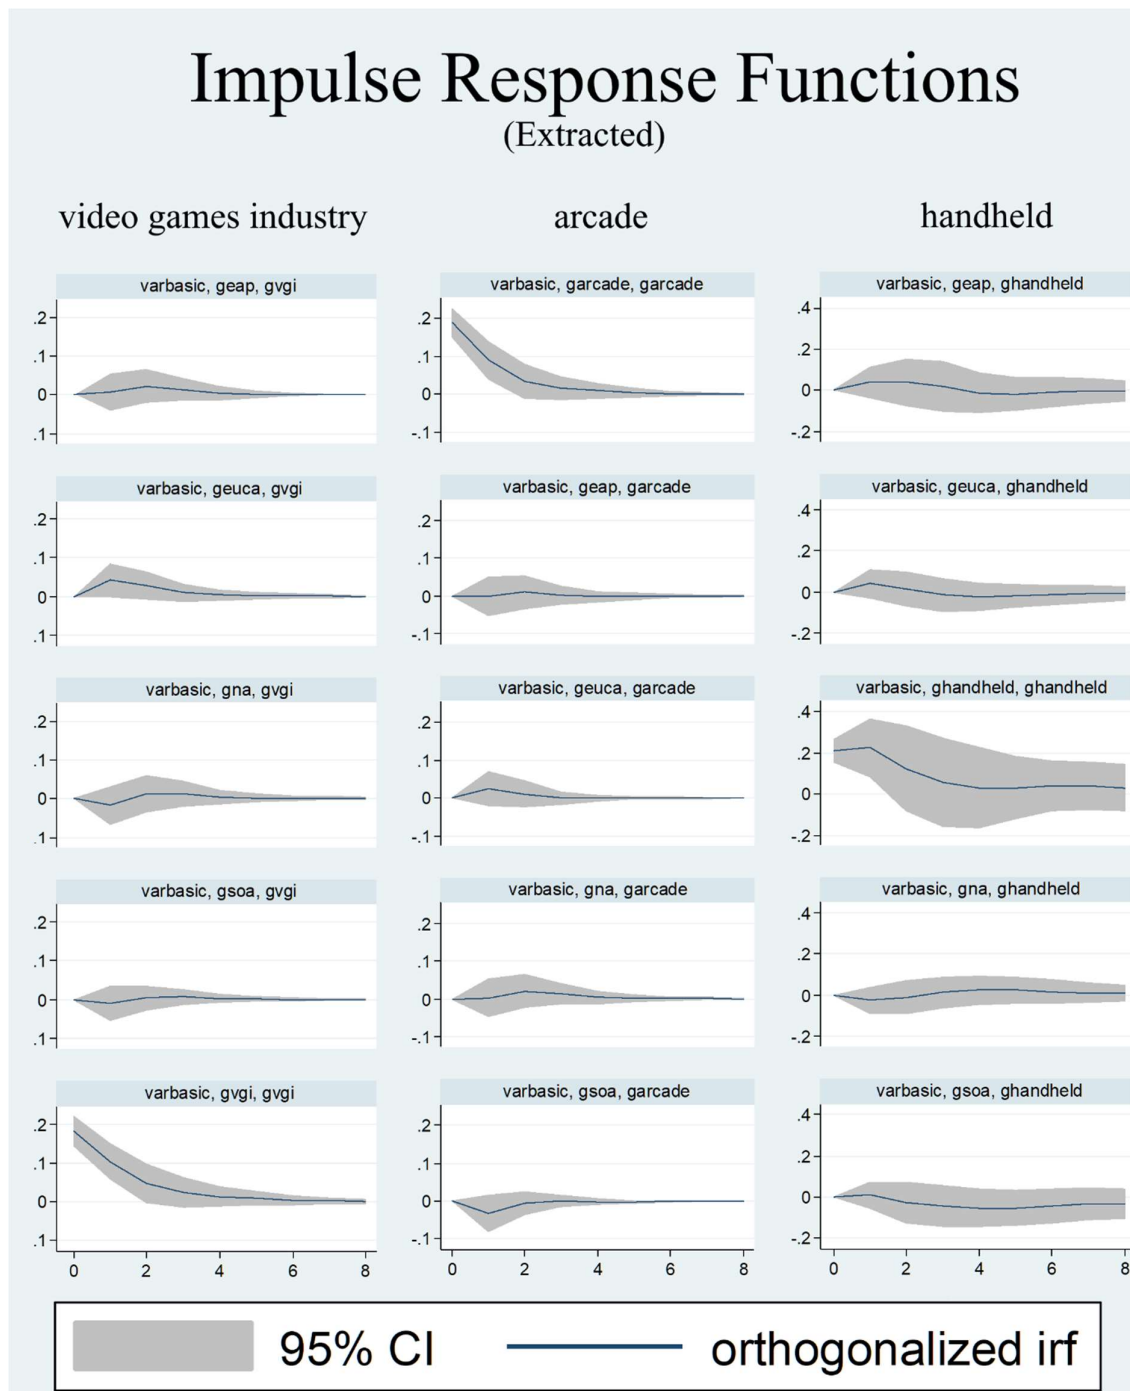 Impulse Response Functions
(Extracted)
video games industry
arcade
handheld
varbasic, geap, gvgi
.2
.1
0
.1
varbasic, garcade, garcade
.2
.1
0
-.1
varbasic, geap, ghandheld
.4
.2
0
-.2
varbasic, geuca, gvgi
.2
.1
0
.1
varbasic, geap, garcade
.2
.1
0
-.1
varbasic, geuca, ghandheld
.4
.2
0
-.2
varbasic, gna, gvgi
.2
.1
0
.1
varbasic, geuca, garcade
.2
.1
0
-.1
varbasic, ghandheld, ghandheld
.4
.2
0
-.2
varbasic, gsoa, gvgi
.2
.1
0
.1
varbasic, gna, garcade
.2
.1
0
-.1
varbasic, gna, ghandheld
.4
.2
0
-.2
varbasic, gvgi, gvgi
.2
.1
0
.1
0 2 4 6 8
varbasic, gsoa, garcade
.2
.1
0
-.1
0 2 4 6 8
varbasic, gsoa, ghandheld
.4
.2
0
-.2
0 2 4 6 8
95% CI
orthogonalized irf